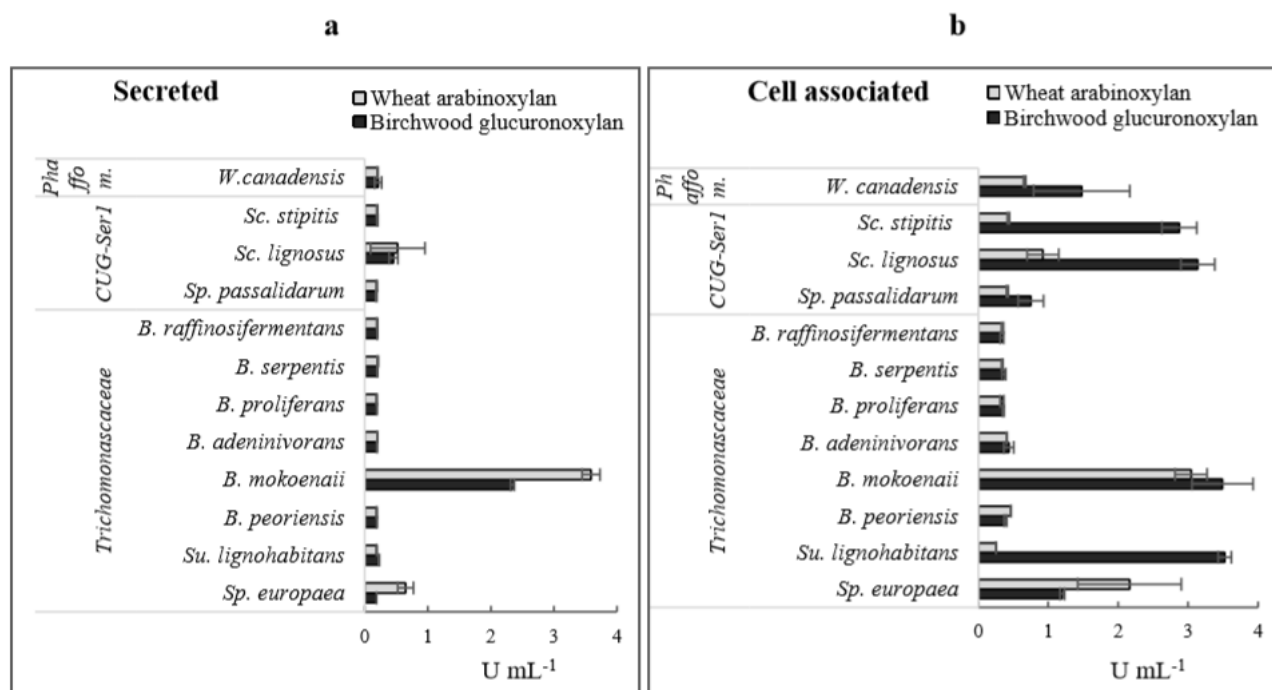 a
Secreted
Wheat arabinoxylan
Birchwood glucuronoxylan
Pha
ffo
m.
CUG-Ser1
Trichomonascaceae
W.canadensis
Sc. stipitis
Sc. lignosus
Sp. passalidarum
B. raffinosifermentans
B. serpentis
B. proliferans
B. adeninivorans
B. mokoenaii
B. peoriensis
Su. lignohabitans
Sp. europaea
0 1 2 3 4
U mL⁻¹
b
Cell associated
Wheat arabinoxylan
Birchwood glucuronoxylan
Ph
affo
m.
CUG-Ser1
Trichomonascaceae
W. canadensis
Sc. stipitis
Sc. lignosus
Sp. passalidarum
B. raffinosifermentans
B. serpentis
B. proliferans
B. adeninivorans
B. mokoenaii
B. peoriensis
Su. lignohabitans
Sp. europaea
0 1 2 3 4
U mL⁻¹